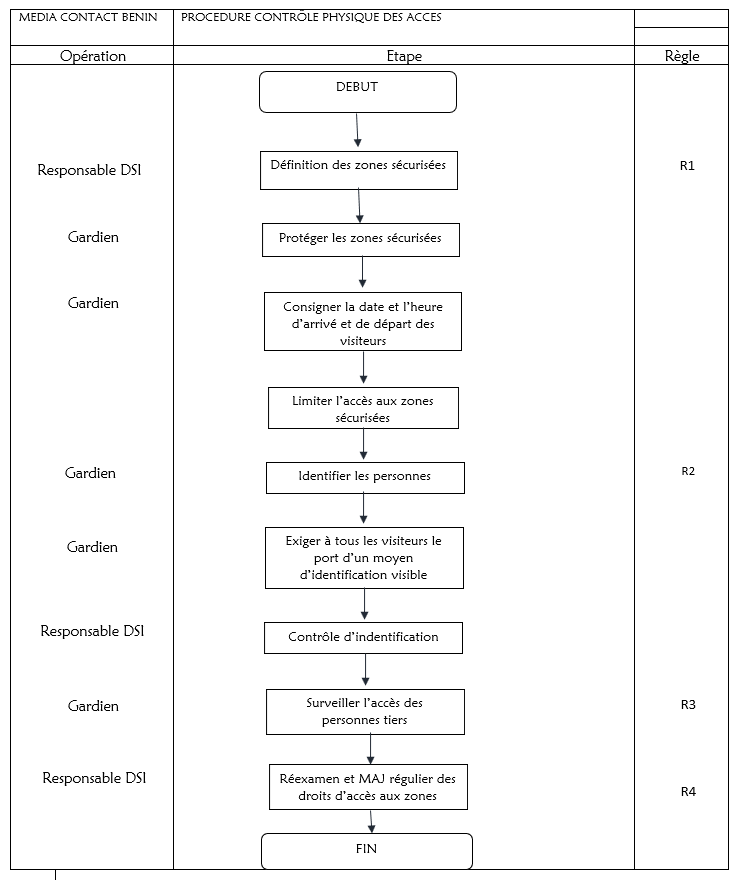 MEDIA CONTACT BENIN
PROCEDURE CONTRÔLE PHYSIQUE DES ACCES
Opération
Etape
Règle
DEBUT
Responsable DSI
Définition des zones sécurisées
R1
Gardien
Protéger les zones sécurisées
Gardien
Consigner la date et l'heure
d'arrivé et de départ des
visiteurs
Limiter l'accès aux zones
sécurisées
Gardien
Identifier les personnes
R2
Gardien
Exiger à tous les visiteurs le
port d'un moyen
d'identification visible
Responsable DSI
Contrôle d'indentification
Gardien
Surveiller l'accès des
personnes tiers
R3
Responsable DSI
Réexamen et MAJ régulier des
droits d'accès aux zones
R4
FIN